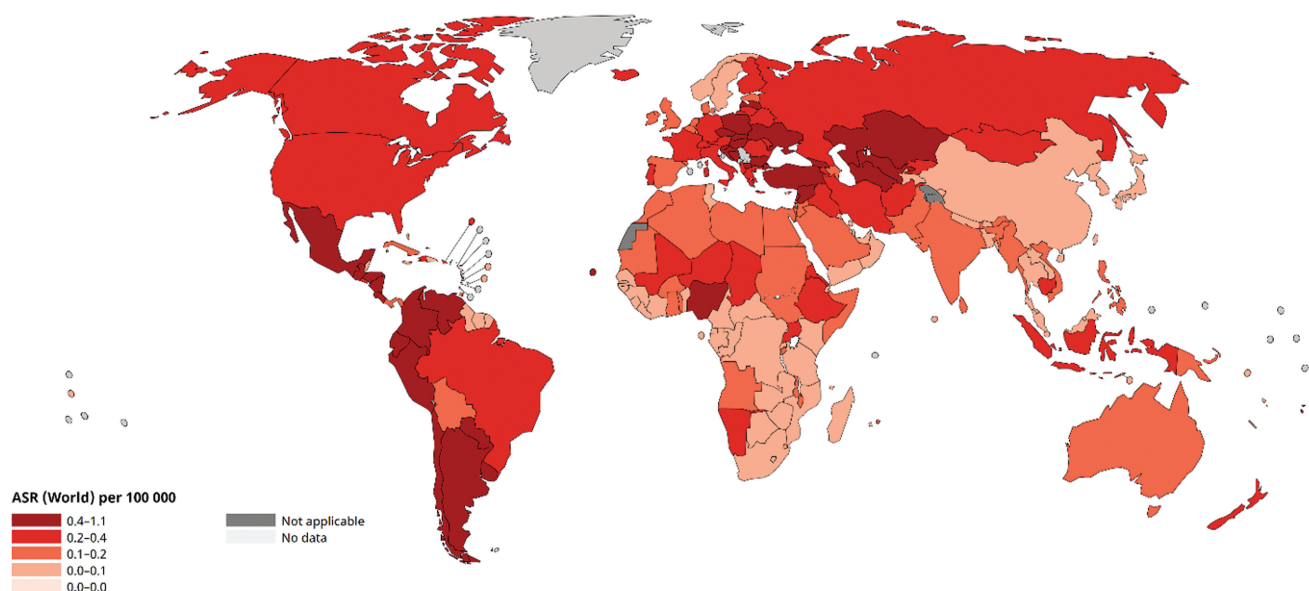 ASR (World) per 100 000
0.4–1.1
0.2–0.4
0.1–0.2
0.0–0.1
0.0–0.0
Not applicable
No data